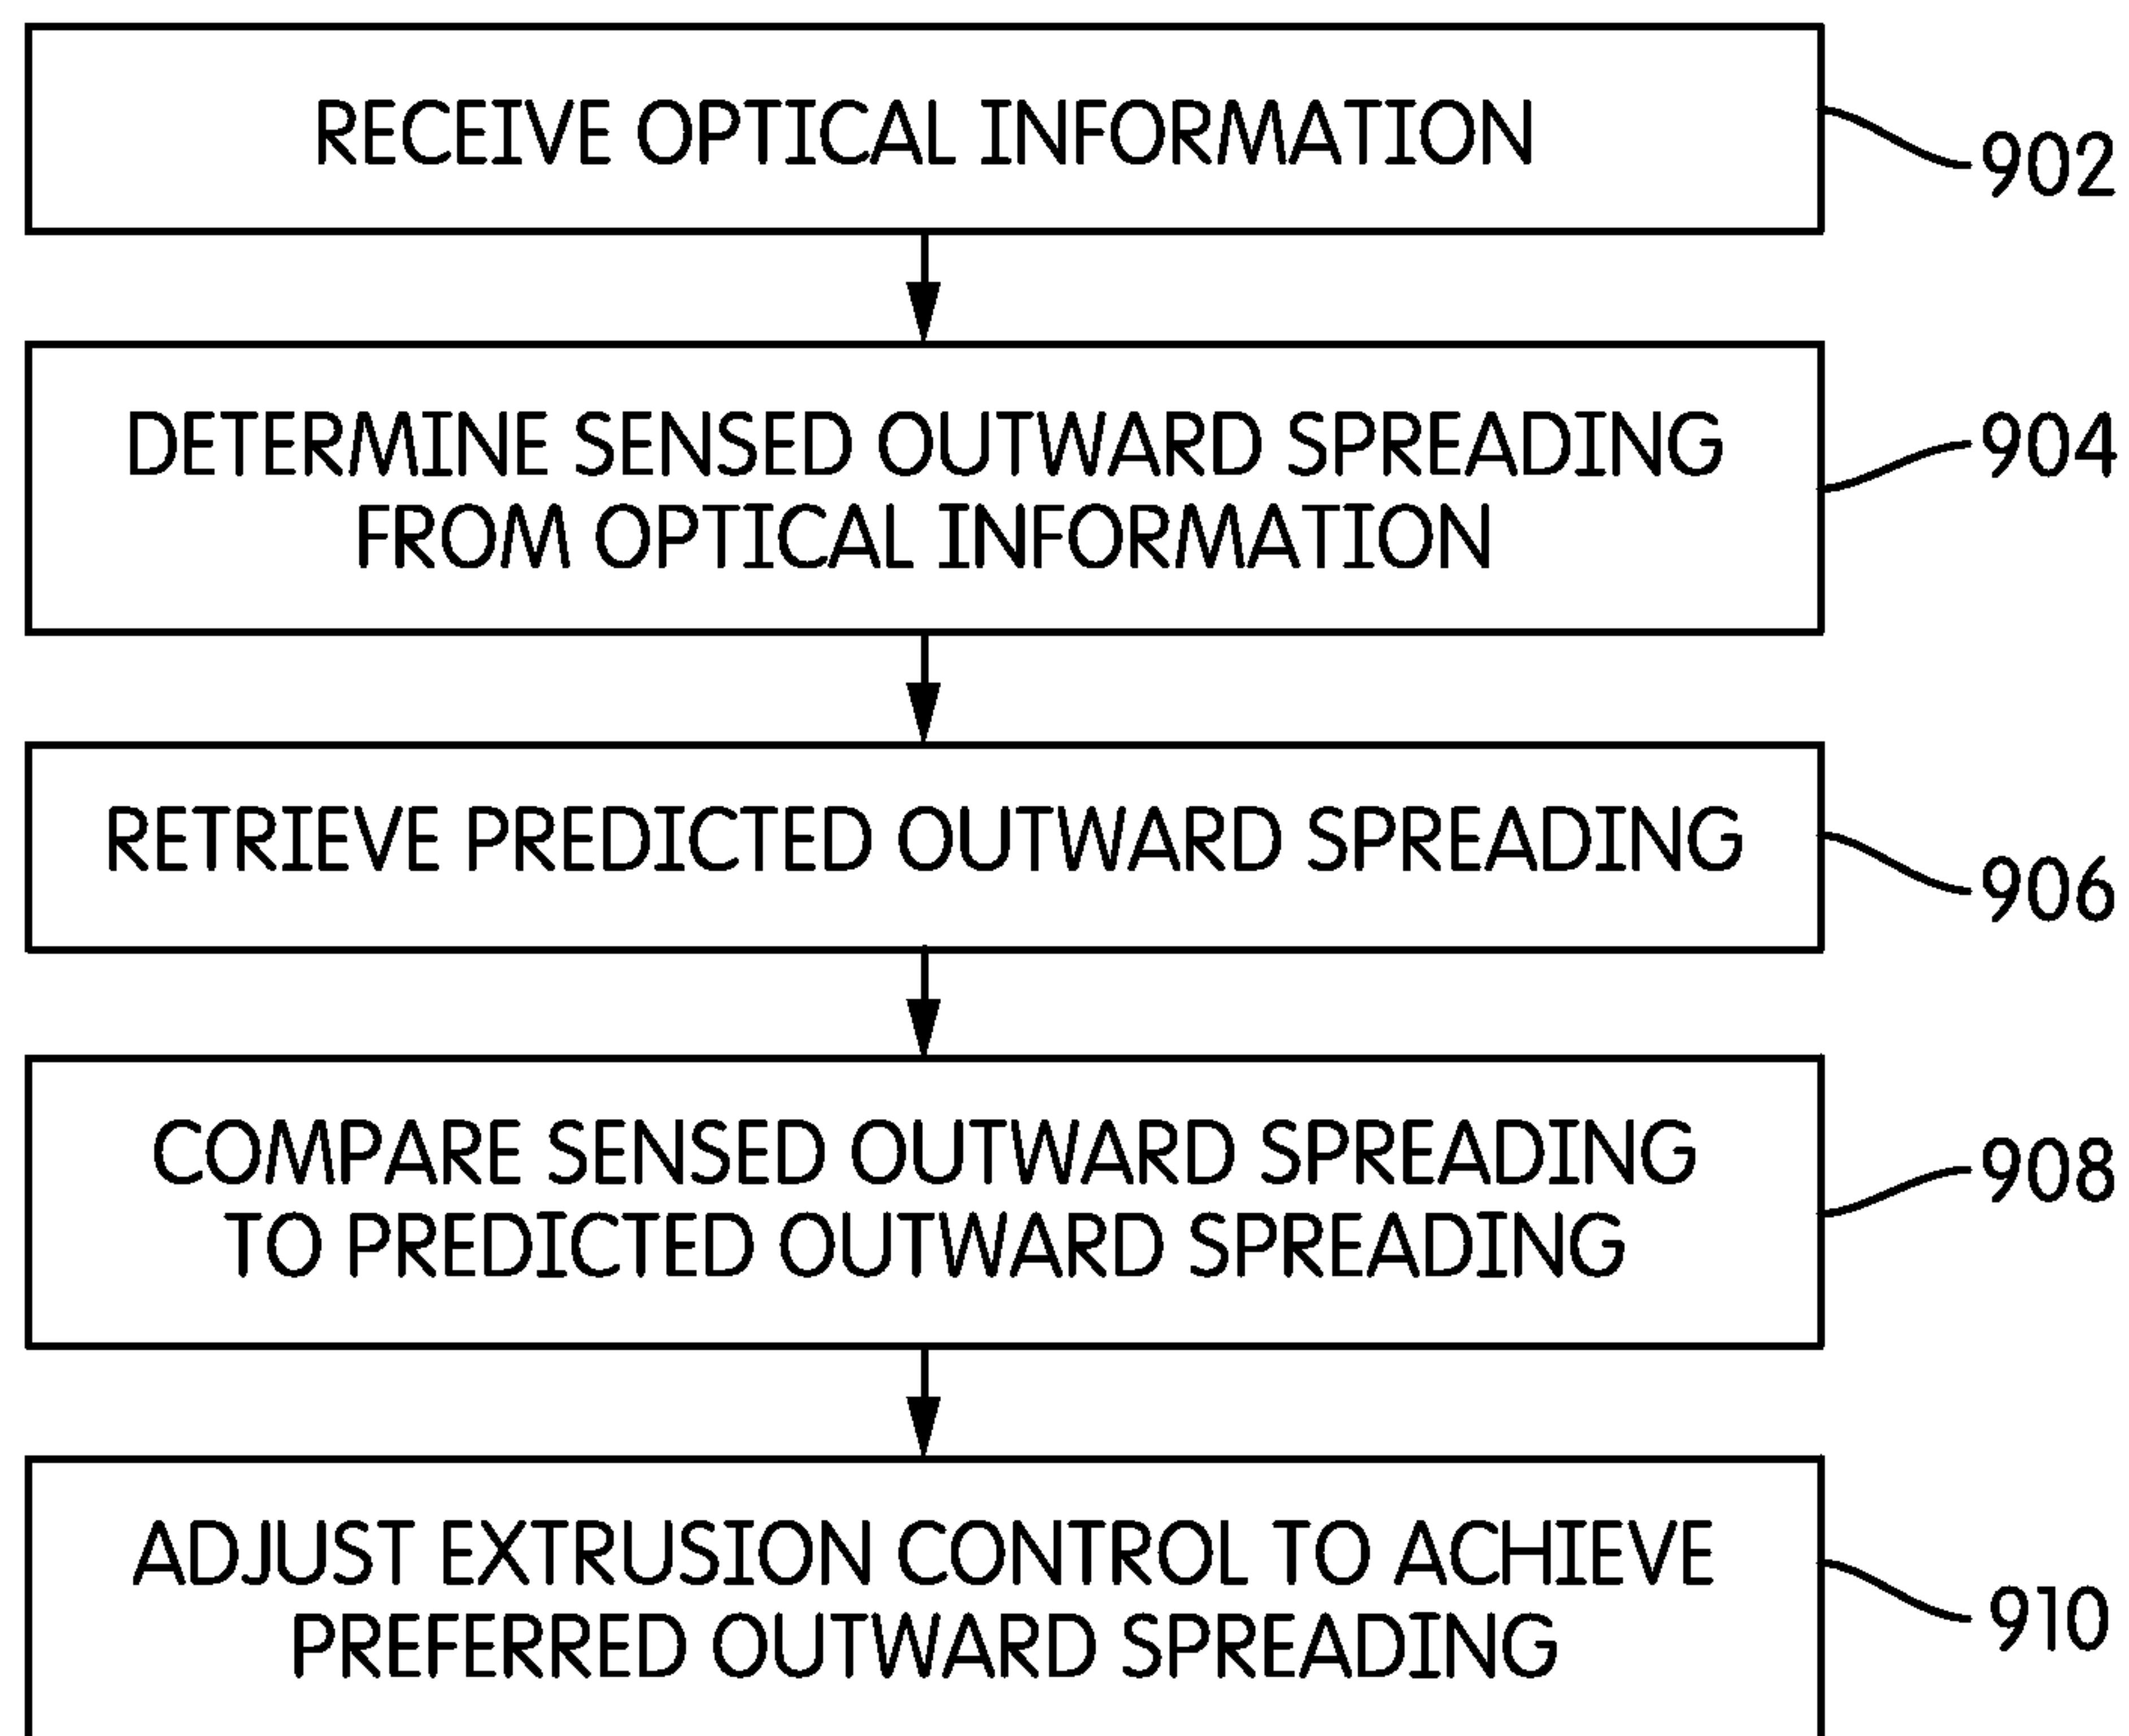 RECEIVE OPTICAL INFORMATION
902
DETERMINE SENSED OUTWARD SPREADING
FROM OPTICAL INFORMATION
904
RETRIEVE PREDICTED OUTWARD SPREADING
906
COMPARE SENSED OUTWARD SPREADING
TO PREDICTED OUTWARD SPREADING
908
ADJUST EXTRUSION CONTROL TO ACHIEVE
PREFERRED OUTWARD SPREADING
910